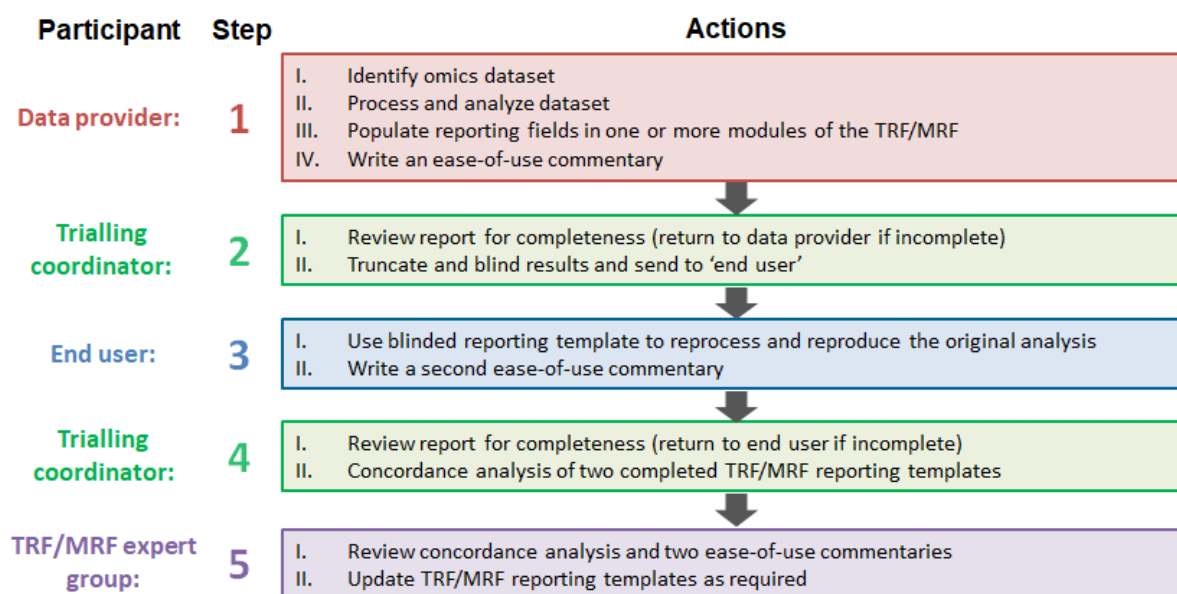 Participant Step Actions
Data provider: 1
I. Identify omics dataset
II. Process and analyze dataset
III. Populate reporting fields in one or more modules of the TRF/MRF
IV. Write an ease-of-use commentary
Trialling
coordinator: 2
I. Review report for completeness (return to data provider if incomplete)
II. Truncate and blind results and send to ‘end user’
End user: 3
I. Use blinded reporting template to reprocess and reproduce the original analysis
II. Write a second ease-of-use commentary
Trialling
coordinator: 4
I. Review report for completeness (return to end user if incomplete)
II. Concordance analysis of two completed TRF/MRF reporting templates
TRF/MRF expert
group: 5
I. Review concordance analysis and two ease-of-use commentaries
II. Update TRF/MRF reporting templates as required